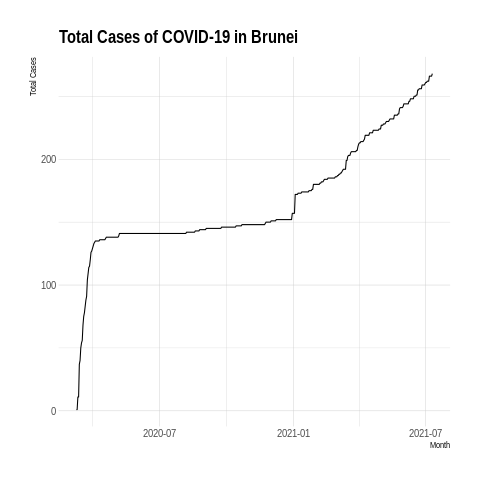 Total Cases of COVID-19 in Brunei
Total Cases
200
100
0
2020-07
2021-01
2021-07
Month